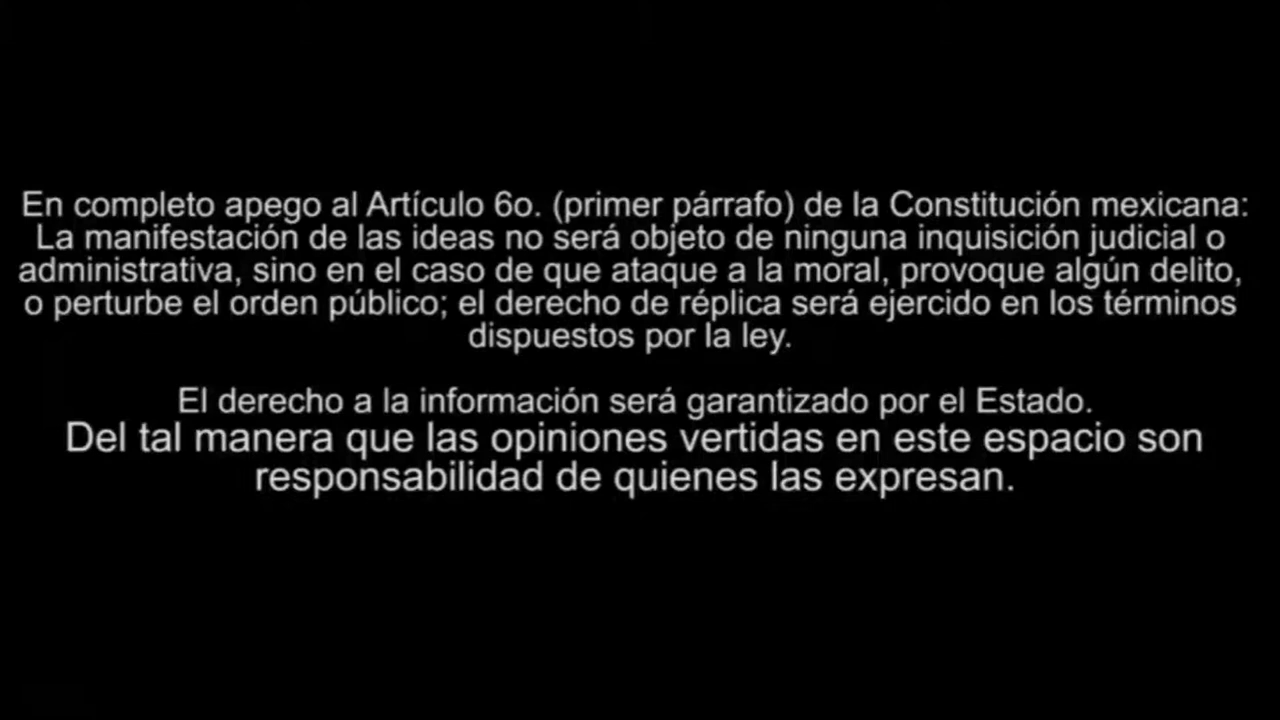 En completo apego al Artículo 6o. (primer párrafo) de la Constitución mexicana:
La manifestación de las ideas no será objeto de ninguna inquisición judicial o
administrativa, sino en el caso de que ataque a la moral, provoque algún delito,
o perturbe el orden público; el derecho de réplica será ejercido en los términos
dispuestos por la ley.
El derecho a la información será garantizado por el Estado.
Del tal manera que las opiniones vertidas en este espacio son
responsabilidad de quienes las expresan.